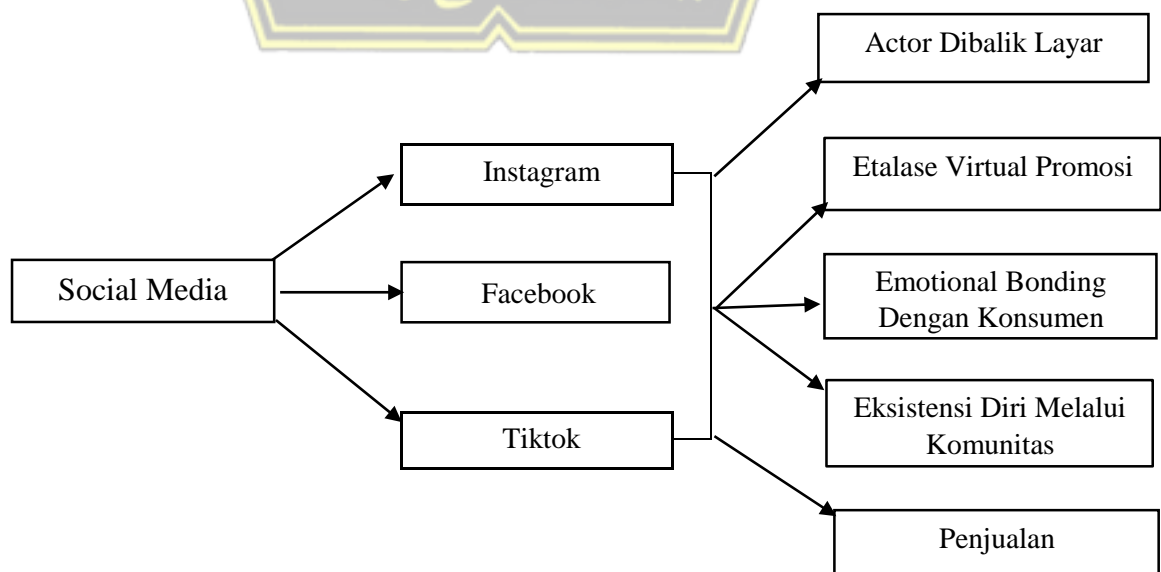 Actor Dibalik Layar
Instagram
Etalase Virtual Promosi
Social Media
Facebook
Emotional Bonding
Dengan Konsumen
Tiktok
Eksistensi Diri Melalui
Komunitas
Penjualan